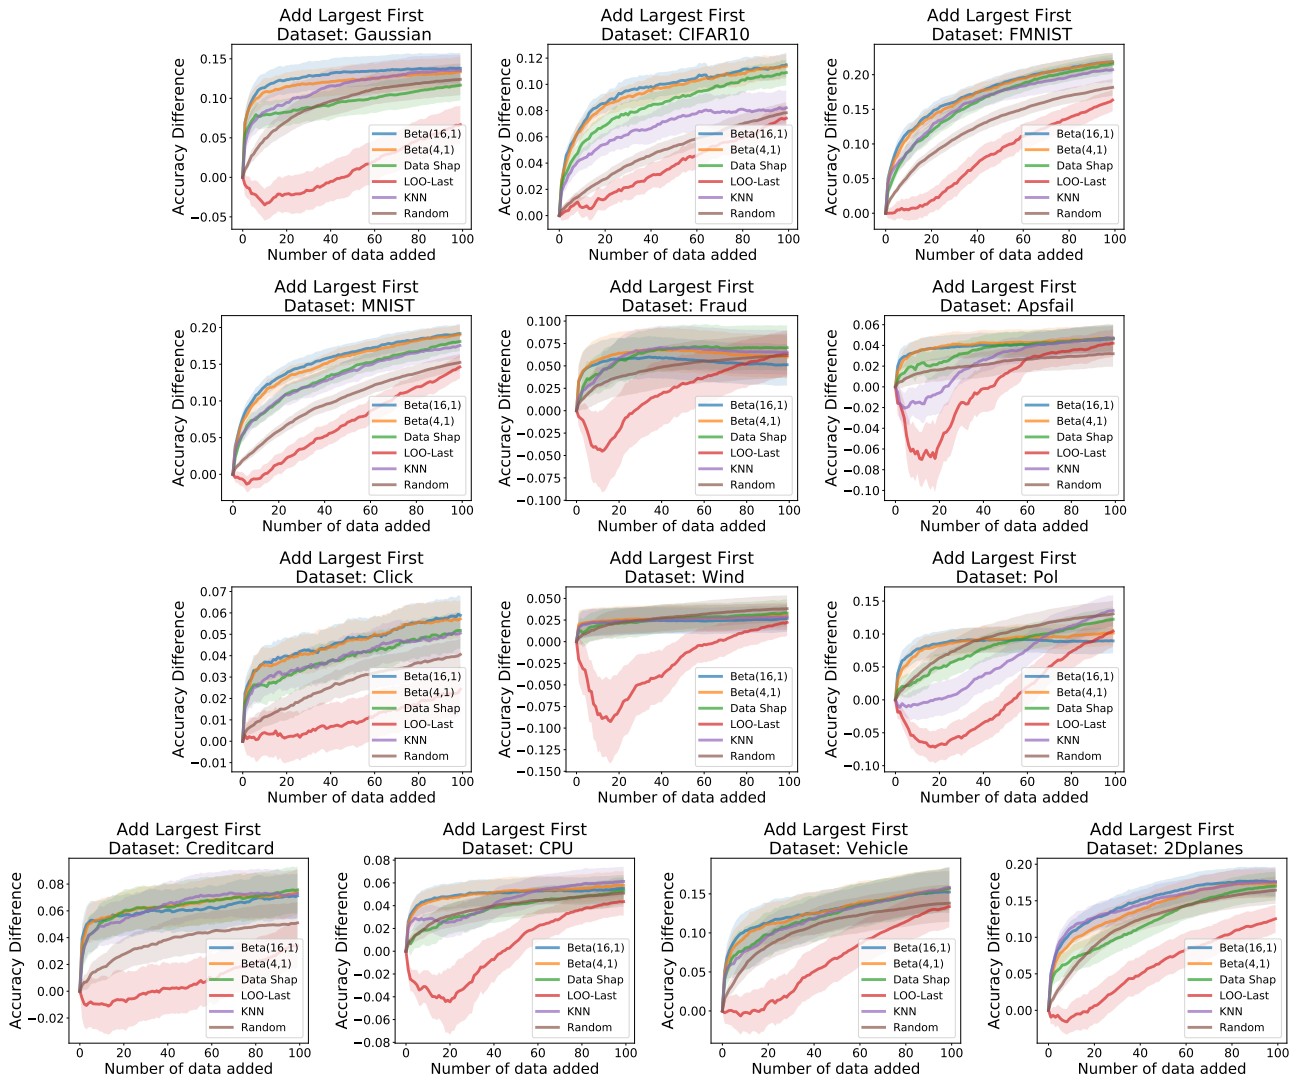 Add Largest First
Dataset: Gaussian
Accuracy Difference
0.15
0.10
0.05
0.00
−0.05
Beta(16,1)
Beta(4,1)
Data Shap
LOO-Last
KNN
Random
0 20 40 60 80 100
Number of data added
Add Largest First
Dataset: CIFAR10
Accuracy Difference
0.12
0.10
0.08
0.06
0.04
0.02
0.00
Beta(16,1)
Beta(4,1)
Data Shap
LOO-Last
KNN
Random
0 20 40 60 80 100
Number of data added
Add Largest First
Dataset: FMNIST
Accuracy Difference
0.20
0.15
0.10
0.05
0.00
Beta(16,1)
Beta(4,1)
Data Shap
LOO-Last
KNN
Random
0 20 40 60 80 100
Number of data added
Add Largest First
Dataset: MNIST
Accuracy Difference
0.20
0.15
0.10
0.05
0.00
Beta(16,1)
Beta(4,1)
Data Shap
LOO-Last
KNN
Random
0 20 40 60 80 100
Number of data added
Add Largest First
Dataset: Fraud
Accuracy Difference
0.100
0.075
0.050
0.025
0.000
−0.025
−0.050
−0.075
−0.100
Beta(16,1)
Beta(4,1)
Data Shap
LOO-Last
KNN
Random
0 20 40 60 80 100
Number of data added
Add Largest First
Dataset: Apsfail
Accuracy Difference
0.06
0.04
0.02
0.00
−0.02
−0.04
−0.06
−0.08
−0.10
Beta(16,1)
Beta(4,1)
Data Shap
LOO-Last
KNN
Random
0 20 40 60 80 100
Number of data added
Add Largest First
Dataset: Click
Accuracy Difference
0.07
0.06
0.05
0.04
0.03
0.02
0.01
0.00
−0.01
Beta(16,1)
Beta(4,1)
Data Shap
LOO-Last
KNN
Random
0 20 40 60 80 100
Number of data added
Add Largest First
Dataset: Wind
Accuracy Difference
0.050
0.025
0.000
−0.025
−0.050
−0.075
−0.100
−0.125
−0.150
Beta(16,1)
Beta(4,1)
Data Shap
LOO-Last
KNN
Random
0 20 40 60 80 100
Number of data added
Add Largest First
Dataset: Pol
Accuracy Difference
0.15
0.10
0.05
0.00
−0.05
−0.10
Beta(16,1)
Beta(4,1)
Data Shap
LOO-Last
KNN
Random
0 20 40 60 80 100
Number of data added
Add Largest First
Dataset: Creditcard
Accuracy Difference
0.08
0.06
0.04
0.02
0.00
−0.02
Beta(16,1)
Beta(4,1)
Data Shap
LOO-Last
KNN
Random
0 20 40 60 80 100
Number of data added
Add Largest First
Dataset: CPU
Accuracy Difference
0.08
0.06
0.04
0.02
0.00
−0.02
−0.04
−0.06
−0.08
Beta(16,1)
Beta(4,1)
Data Shap
LOO-Last
KNN
Random
0 20 40 60 80 100
Number of data added
Add Largest First
Dataset: Vehicle
Accuracy Difference
0.15
0.10
0.05
0.00
Beta(16,1)
Beta(4,1)
Data Shap
LOO-Last
KNN
Random
0 20 40 60 80 100
Number of data added
Add Largest First
Dataset: 2Dplanes
Accuracy Difference
0.20
0.15
0.10
0.05
0.00
Beta(16,1)
Beta(4,1)
Data Shap
LOO-Last
KNN
Random
0 20 40 60 80 100
Number of data added